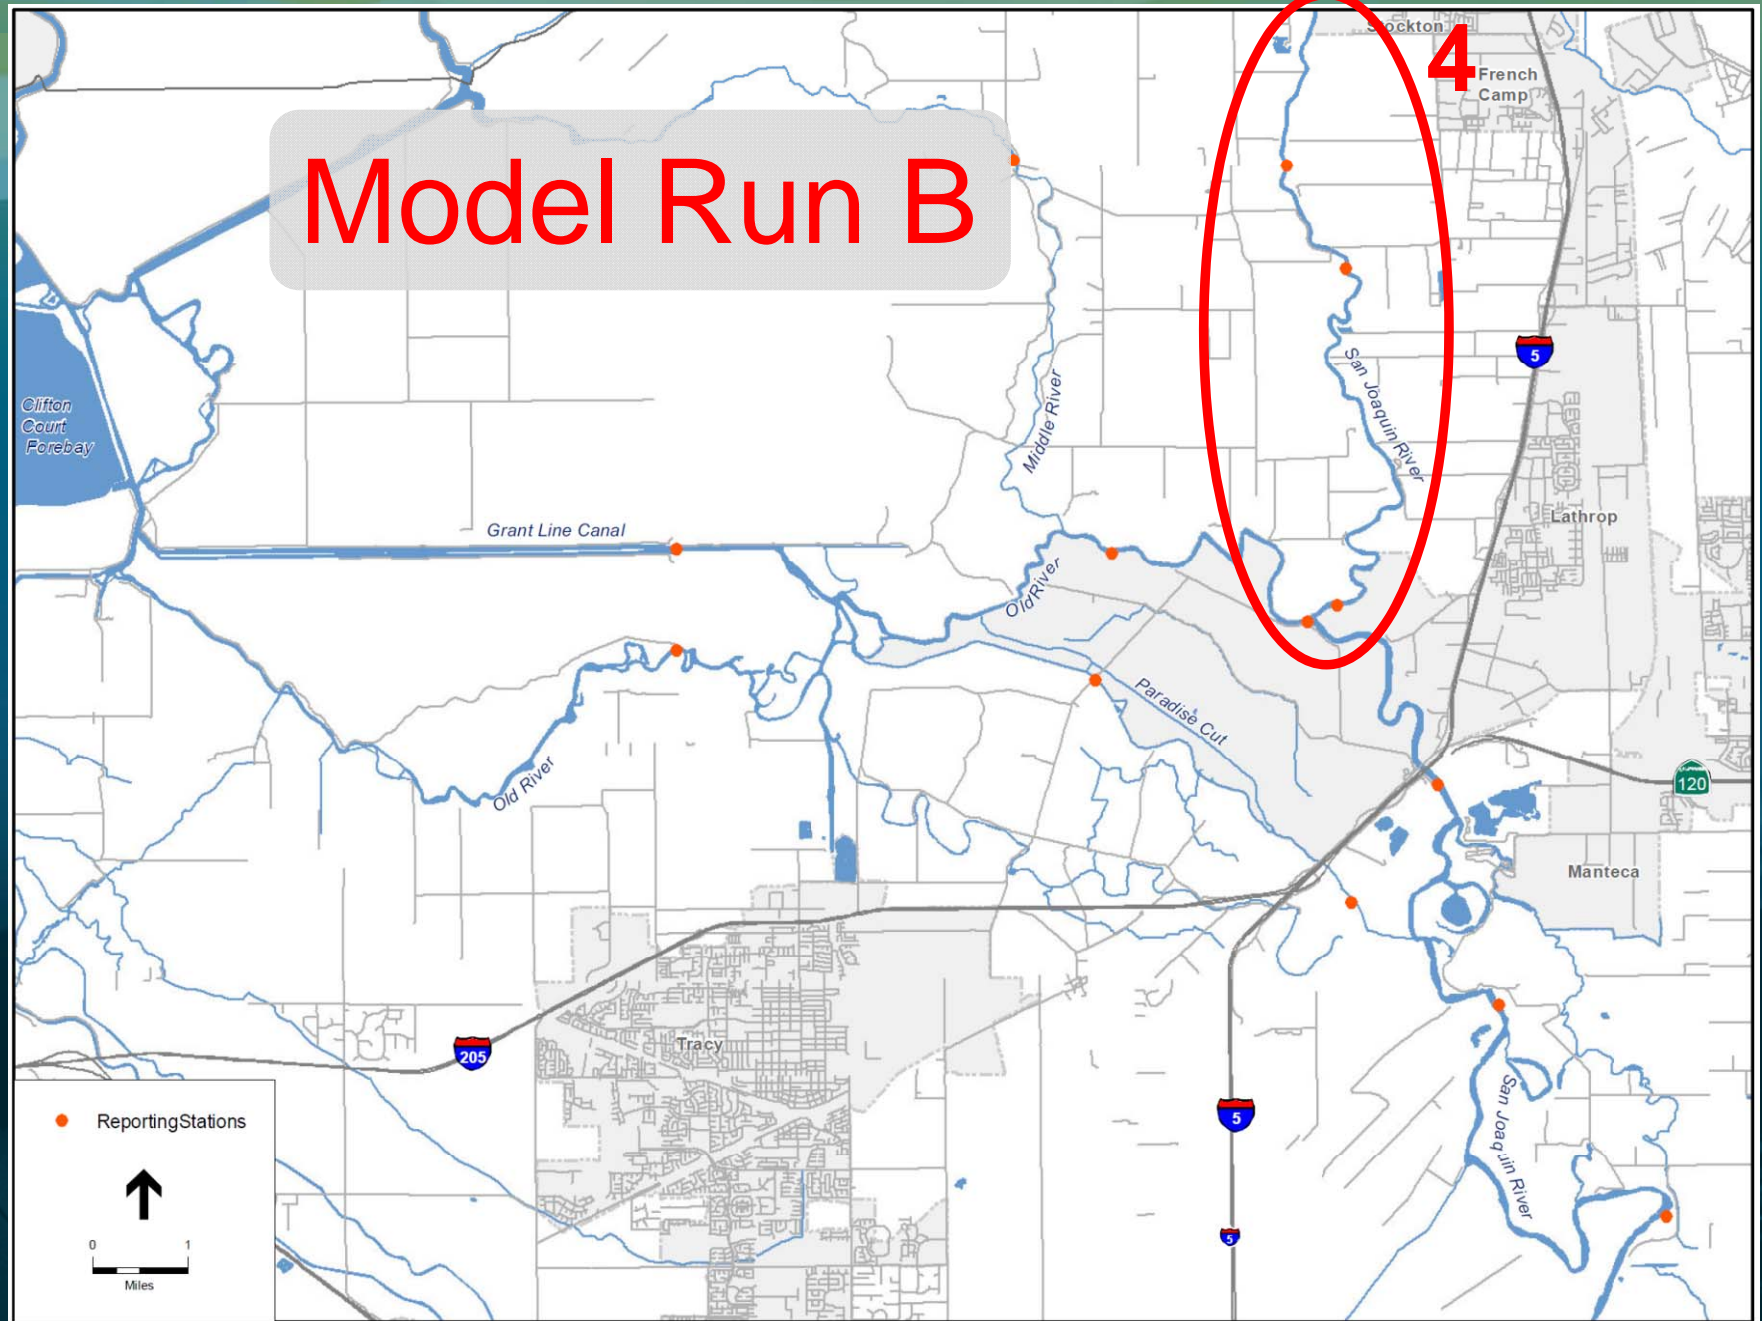 Stockton
4
French
Camp
Model Run B
5
San Joaquin River
Clifton
Court
Forebay
Middle River
Grant Line Canal
Lathrop
Old River
Paradise Cut
Old River
120
Manteca
205
Tracy
5
San Joaquin River
ReportingStations
5
0 1
Miles